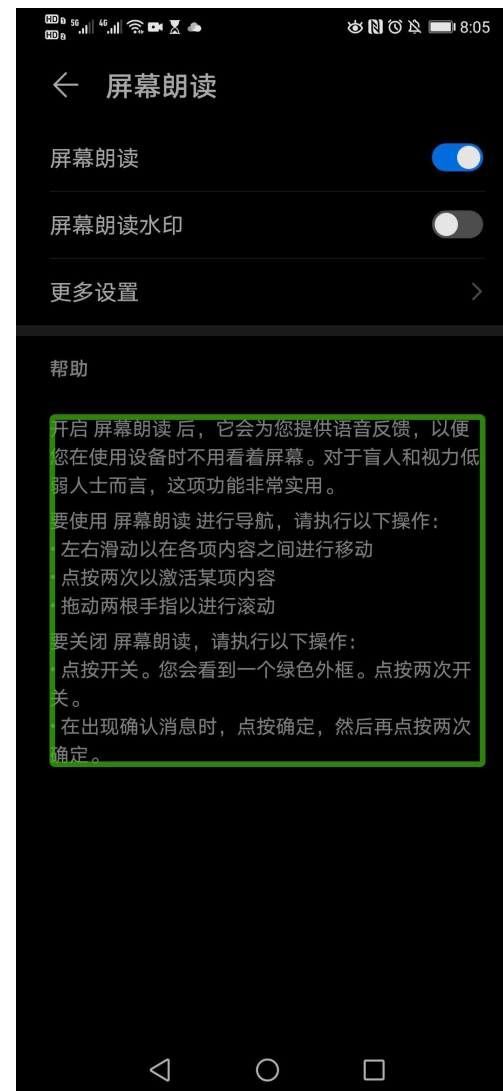 HD 1 5G 4G 8:05
HD 2
屏幕朗读
屏幕朗读
屏幕朗读水印
更多设置
帮助
开启 屏幕朗读 后，它会为您提供语音反馈，以便
您在使用设备时不用看着屏幕。对于盲人和视力低
弱人士而言，这项功能非常实用。
要使用 屏幕朗读 进行导航，请执行以下操作：
· 左右滑动以在各项内容之间进行移动
· 点按两次以激活某项内容
· 拖动两根手指以进行滚动
要关闭 屏幕朗读，请执行以下操作：
· 点按开关。您会看到一个绿色外框。点按两次开
关。
· 在出现确认消息时，点按确定，然后再点按两次
确定。